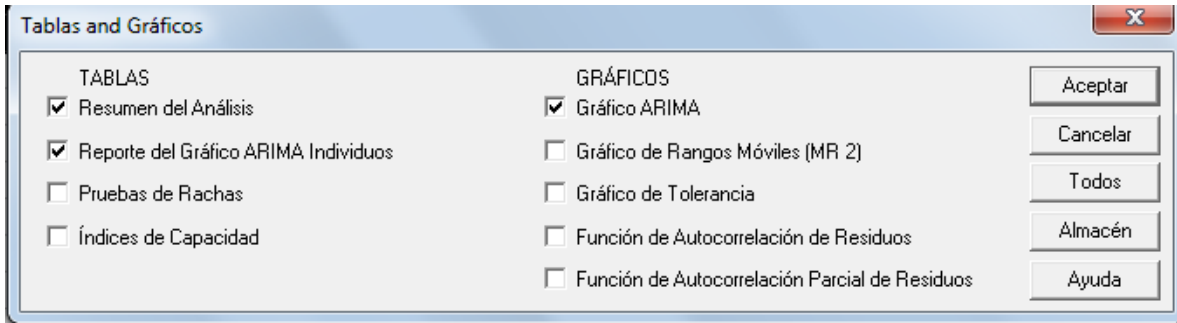 Tablas and Gráficos
TABLAS
Resumen del Análisis
Reporte del Gráfico ARIMA Individuos
Pruebas de Rachas
Índices de Capacidad
GRÁFICOS
Gráfico ARIMA
Gráfico de Rangos Móviles (MR 2)
Gráfico de Tolerancia
Función de Autocorrelación de Residuos
Función de Autocorrelación Parcial de Residuos
Aceptar
Cancelar
Todos
Almacén
Ayuda